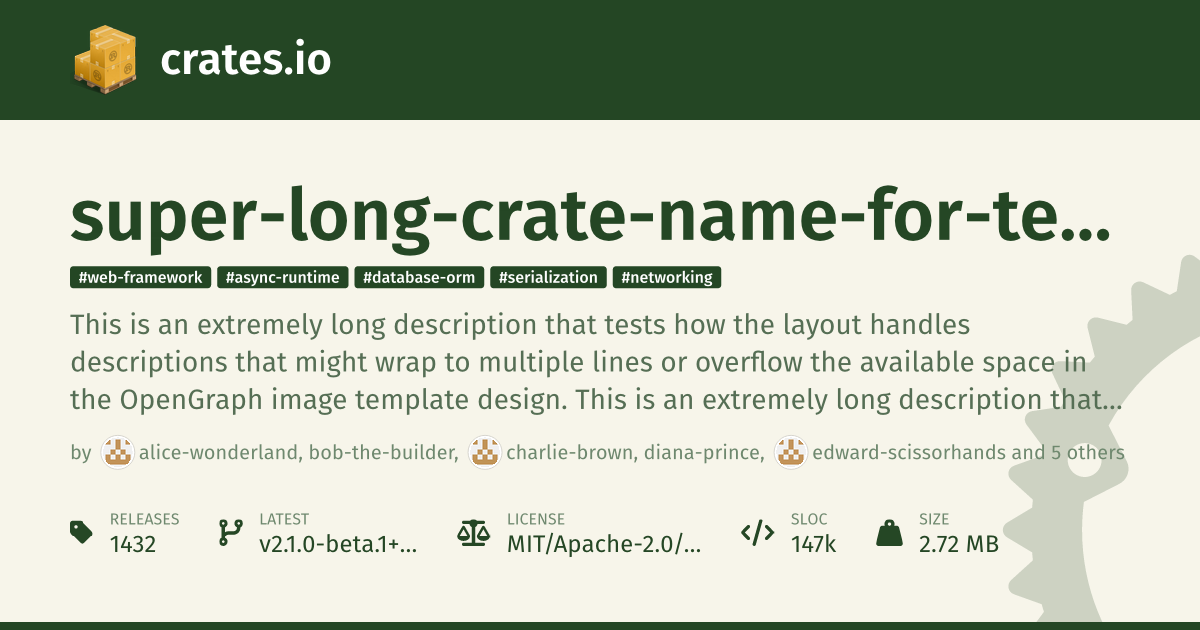 crates.io
super-long-crate-name-for-te...
#web-framework #async-runtime #database-orm #serialization #networking
This is an extremely long description that tests how the layout handles
descriptions that might wrap to multiple lines or overflow the available space in
the OpenGraph image template design. This is an extremely long description that...
by alice-wonderland, bob-the-builder, charlie-brown, diana-prince, edward-scissorhands and 5 others
RELEASES LATEST LICENSE SLOC SIZE
1432 v2.1.0-beta.1+... MIT/Apache-2.0/... 147k 2.72 MB